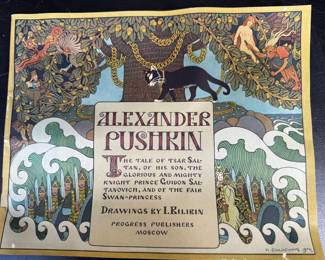 ALEXANDER
PUSHKIN
THE TALE OF TSAR SAL-
TAN, OF HIS SON, THE
GLORIOUS AND MIGHTY
KNIGHT PRINCE GUIDON SAL-
TANOVICH, AND OF THE FAIR
SWAN-PRINCESS
DRAWINGS BY I. BILIBIN
PROGRESS PUBLISHERS
MOSCOW